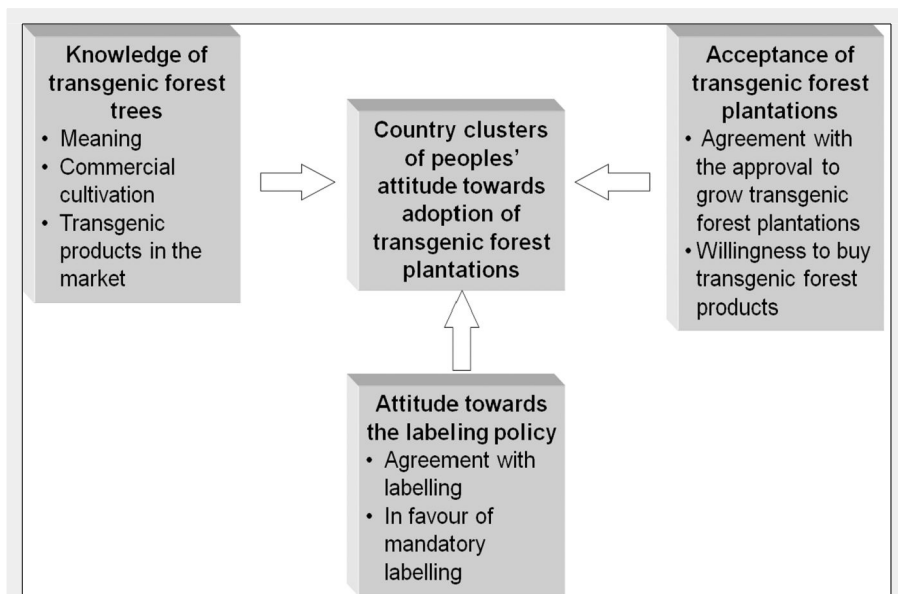 Knowledge of
transgenic forest
trees
• Meaning
• Commercial
cultivation
• Transgenic
products in the
market
Country clusters
of peoples'
attitude towards
adoption of
transgenic forest
plantations
Acceptance of
transgenic forest
plantations
• Agreement with
the approval to
grow transgenic
forest plantations
• Willingness to buy
transgenic forest
products
Attitude towards
the labeling policy
• Agreement with
labelling
• In favour of
mandatory
labelling